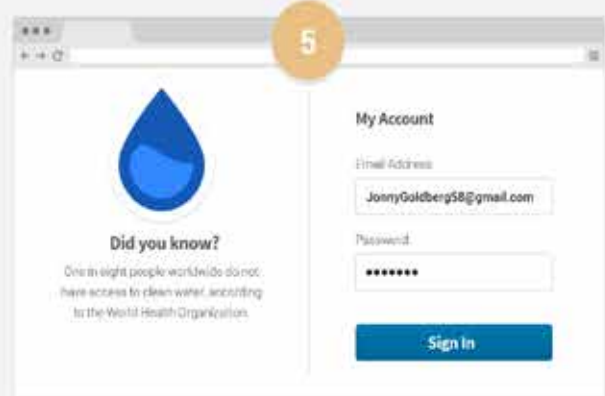 5
Did you know?
One in eight people worldwide do not
have access to clean water, according
to the World Health Organization.
My Account
Email Address
JonnyGoldberg58@gmail.com
Password
•••••••
Sign In